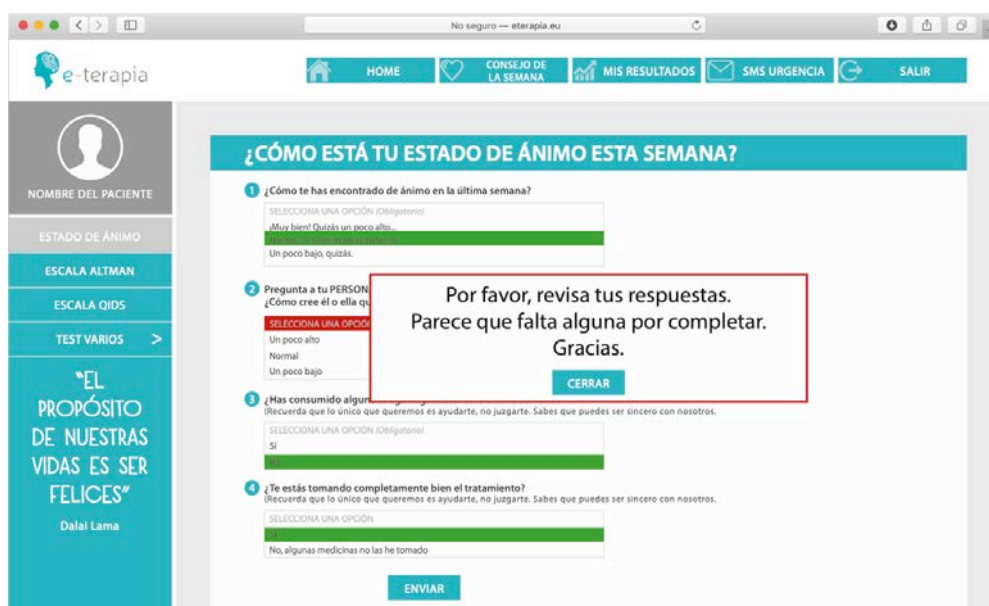 No seguro — eterapia.eu
e-terapia
HOME
CONSEJO DE
LA SEMANA
MIS RESULTADOS
SMS URGENCIA
SALIR
NOMBRE DEL PACIENTE
ESTADO DE ÁNIMO
ESCALA ALTMAN
ESCALA QIDS
TEST VARIOS >
"EL
PROPÓSITO
DE NUESTRAS
VIDAS ES SER
FELICES"
Dalai Lama
¿CÓMO ESTÁ TU ESTADO DE ÁNIMO ESTA SEMANA?
1 ¿Cómo te has encontrado de ánimo en la última semana?
SELECCIONA UNA OPCIÓN (Obligatorio)
¡Muy bien! Quizás un poco alto...
Un poco bajo, quizás.
2 Pregunta a tu PERSON
¿Cómo cree él o ella qu
SELECCIONA UNA OPCIÓN
Un poco alto
Normal
Un poco bajo
Por favor, revisa tus respuestas.
Parece que falta alguna por completar.
Gracias.
CERRAR
3 ¿Has consumido algun
(Recuerda que lo único que queremos es ayudarte, no juzgarte. Sabes que puedes ser sincero con nosotros.
SELECCIONA UNA OPCIÓN (Obligatorio)
Sí
4 ¿Te estás tomando completamente bien el tratamiento?
(Recuerda que lo único que queremos es ayudarte, no juzgarte. Sabes que puedes ser sincero con nosotros.
SELECCIONA UNA OPCIÓN
No, algunas medicinas no las he tomado
ENVIAR